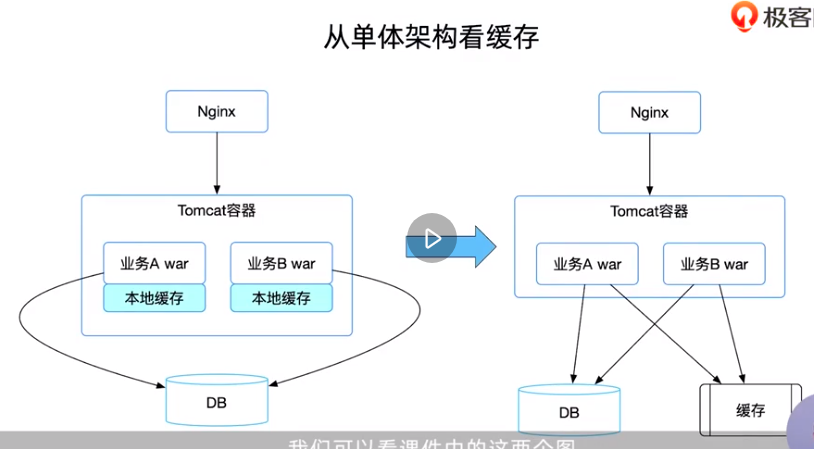 极客
从单体架构看缓存
Nginx
Tomcat容器
业务A war
业务B war
本地缓存
本地缓存
DB
Nginx
Tomcat容器
业务A war
业务B war
DB
缓存
我们可以看课件中的这两个图